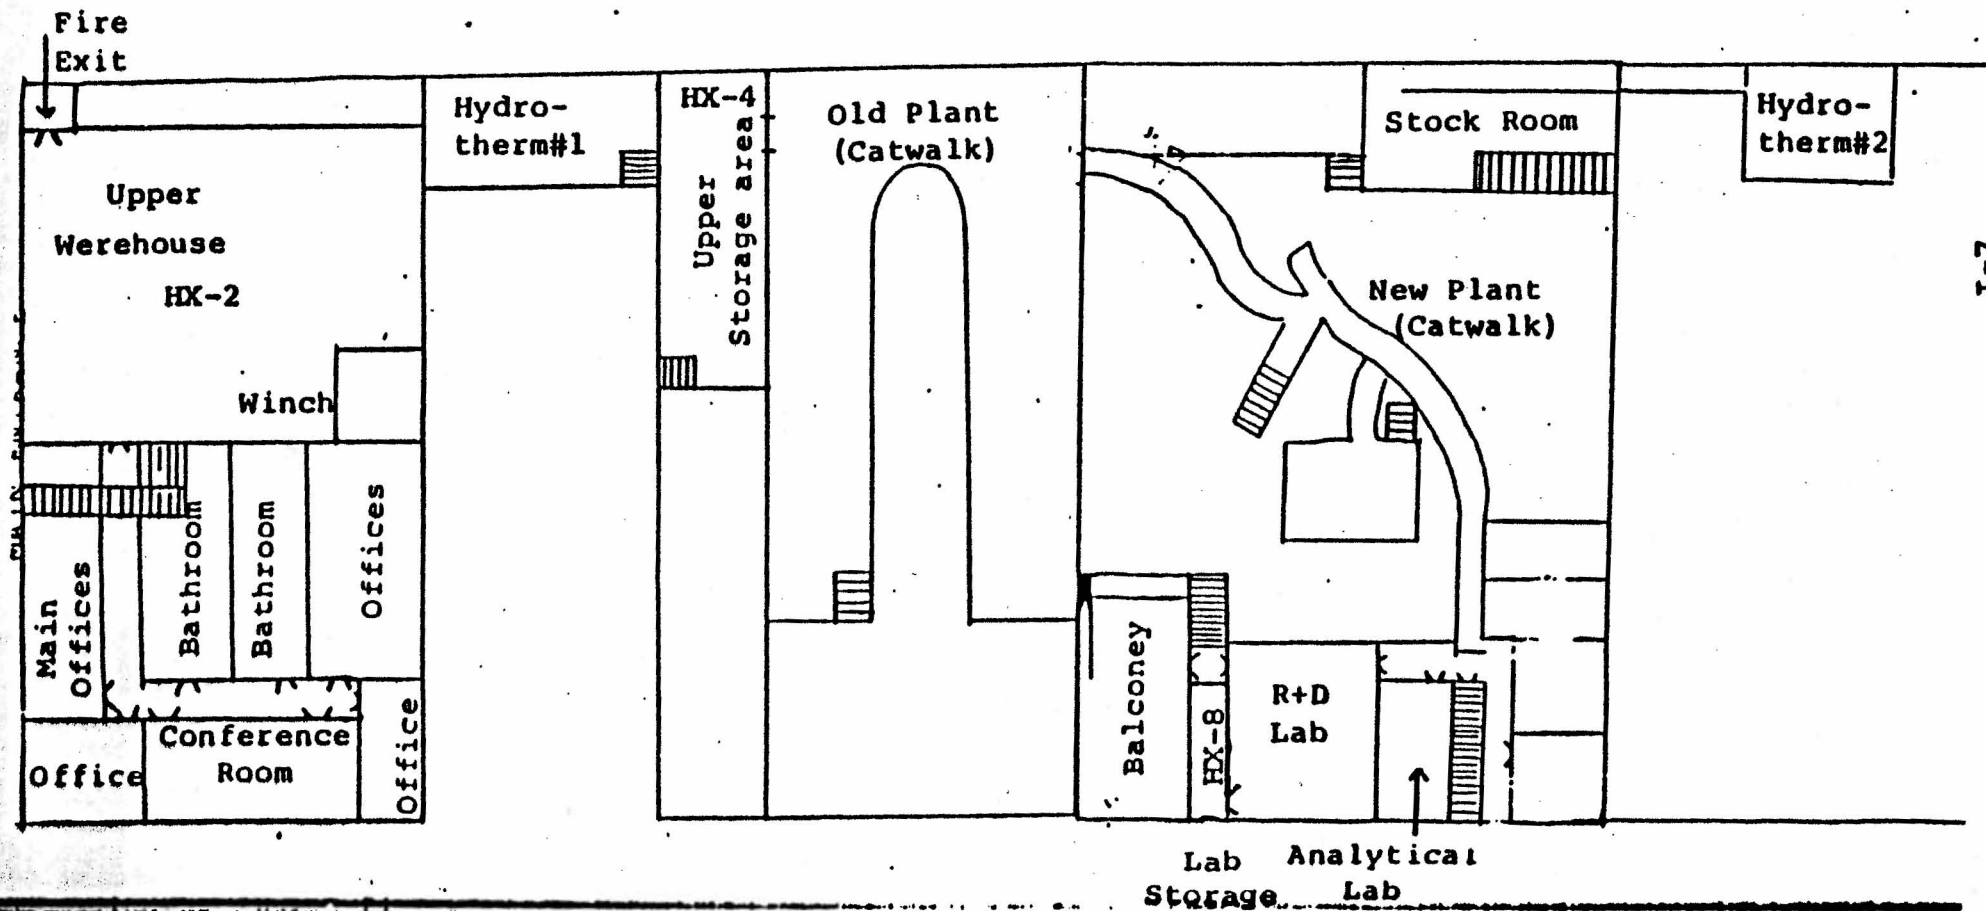 Fire
Exit
Upper
Werehouse
HX-2
Winch
Hydro-
therm#1
HX-4
Upper
Storage area
Old Plant
(Catwalk)
Stock Room
Hydro-
therm#2
New Plant
(Catwalk)
I-7
Main
Offices
Bathroom
Bathroom
Offices
Office
Conference
Room
Office
Balconey
HX-8
R+D
Lab
Lab
Storage
Analytical
Lab